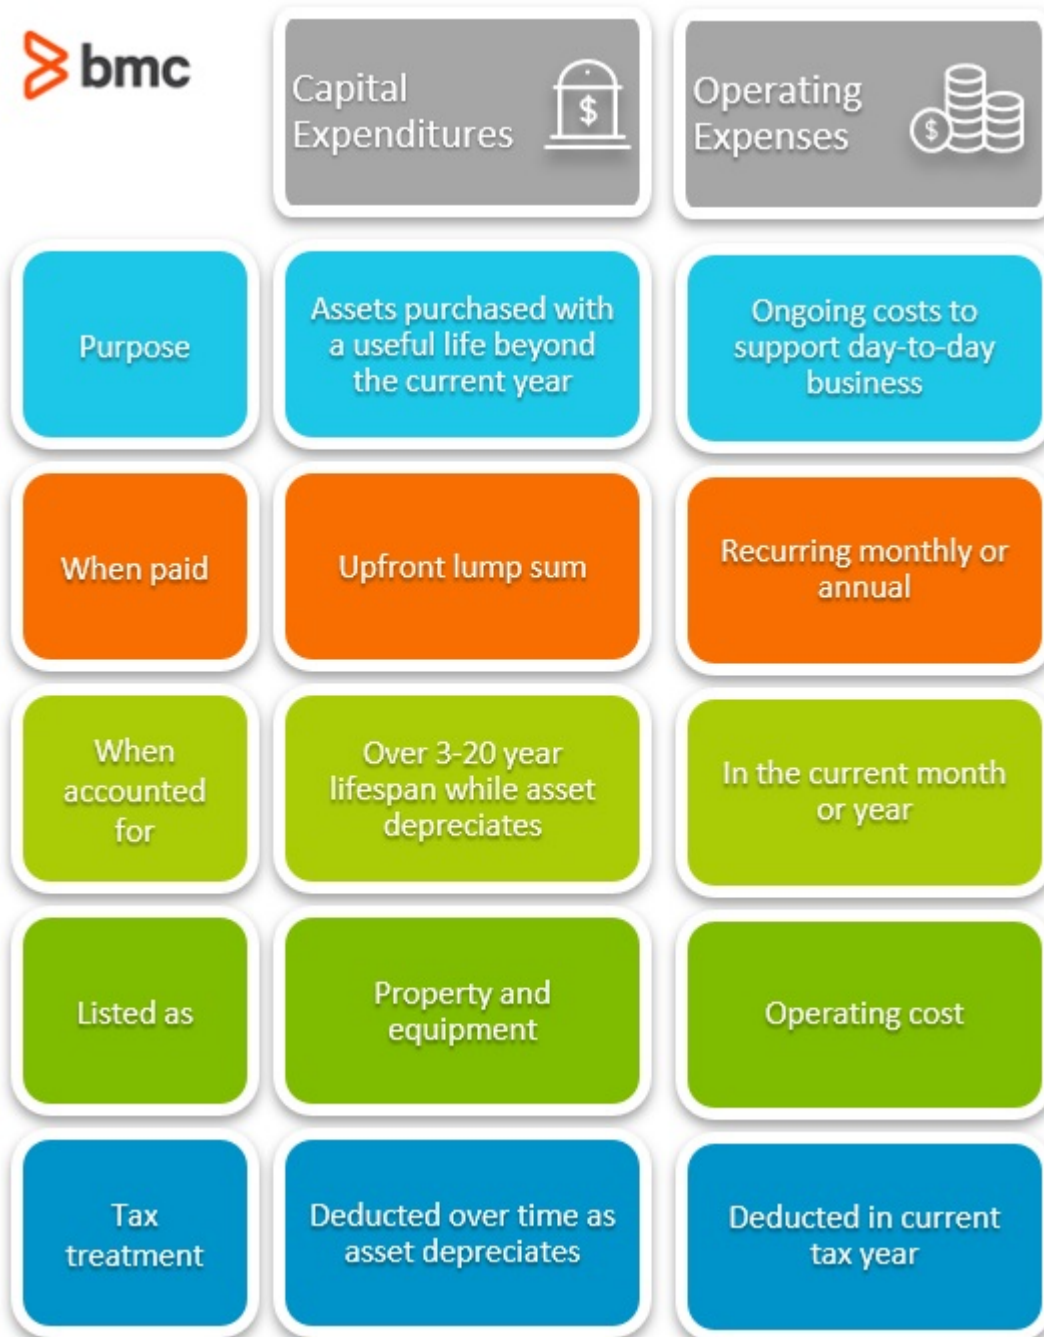 bmc
Capital
Expenditures
$
Operating
Expenses
$
Purpose
Assets purchased with
a useful life beyond
the current year
Ongoing costs to
support day-to-day
business
When paid
Upfront lump sum
Recurring monthly or
annual
When
accounted
for
Over 3-20 year
lifespan while asset
depreciates
In the current month
or year
Listed as
Property and
equipment
Operating cost
Tax
treatment
Deducted over time as
asset depreciates
Deducted in current
tax year